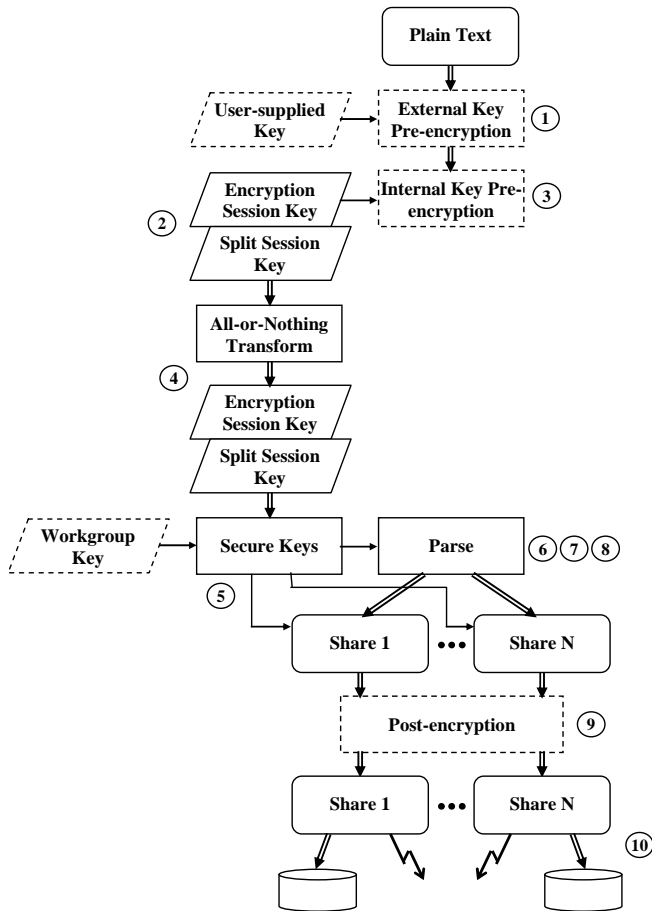 Plain Text
User-supplied
Key
External Key
Pre-encryption
1
Encryption
Session Key
Internal Key Pre-
encryption
3
2
Split Session
Key
All-or-Nothing
Transform
4
Encryption
Session Key
Split Session
Key
Workgroup
Key
Secure Keys
Parse
6 7 8
5
Share 1
Share N
Post-encryption
9
Share 1
Share N
10